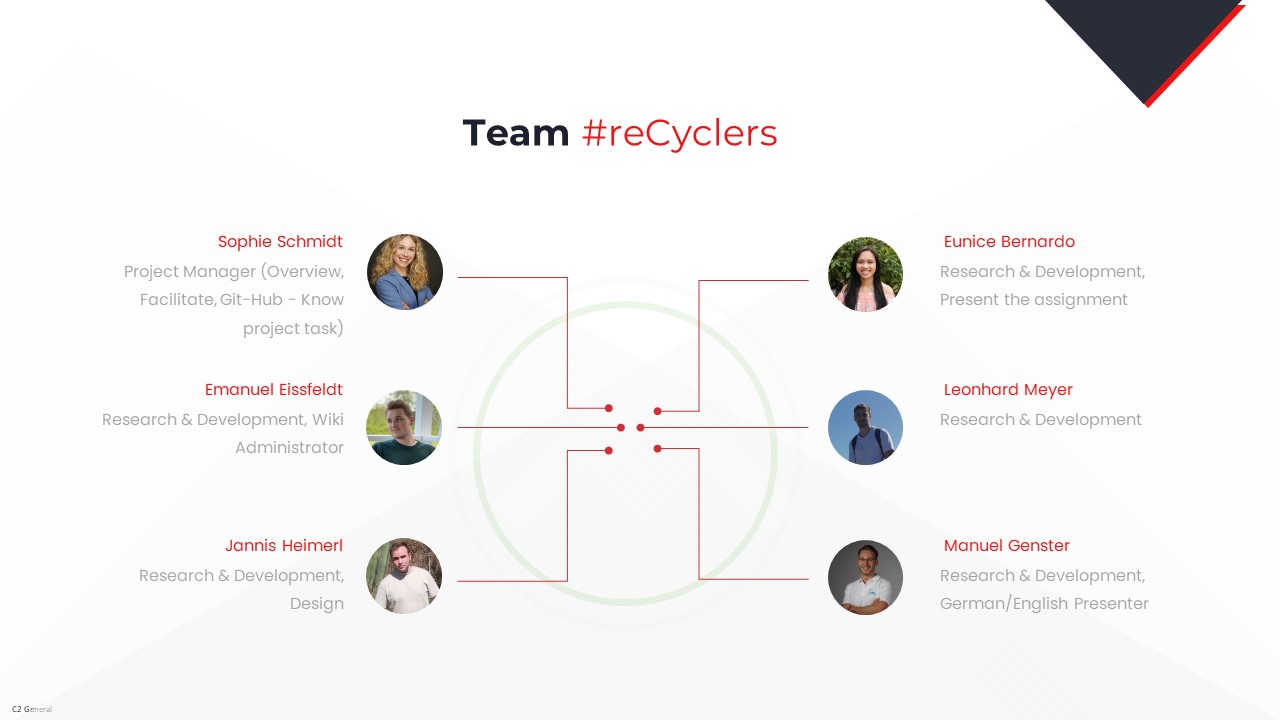 Team #reCyclers
Sophie Schmidt
Project Manager (Overview,
Facilitate, Git-Hub - Know
project task)
Emanuel Eissfeldt
Research & Development, Wiki
Administrator
Jannis Heimerl
Research & Development,
Design
Eunice Bernardo
Research & Development,
Present the assignment
Leonhard Meyer
Research & Development
Manuel Genster
Research & Development,
German/English Presenter
C2 General